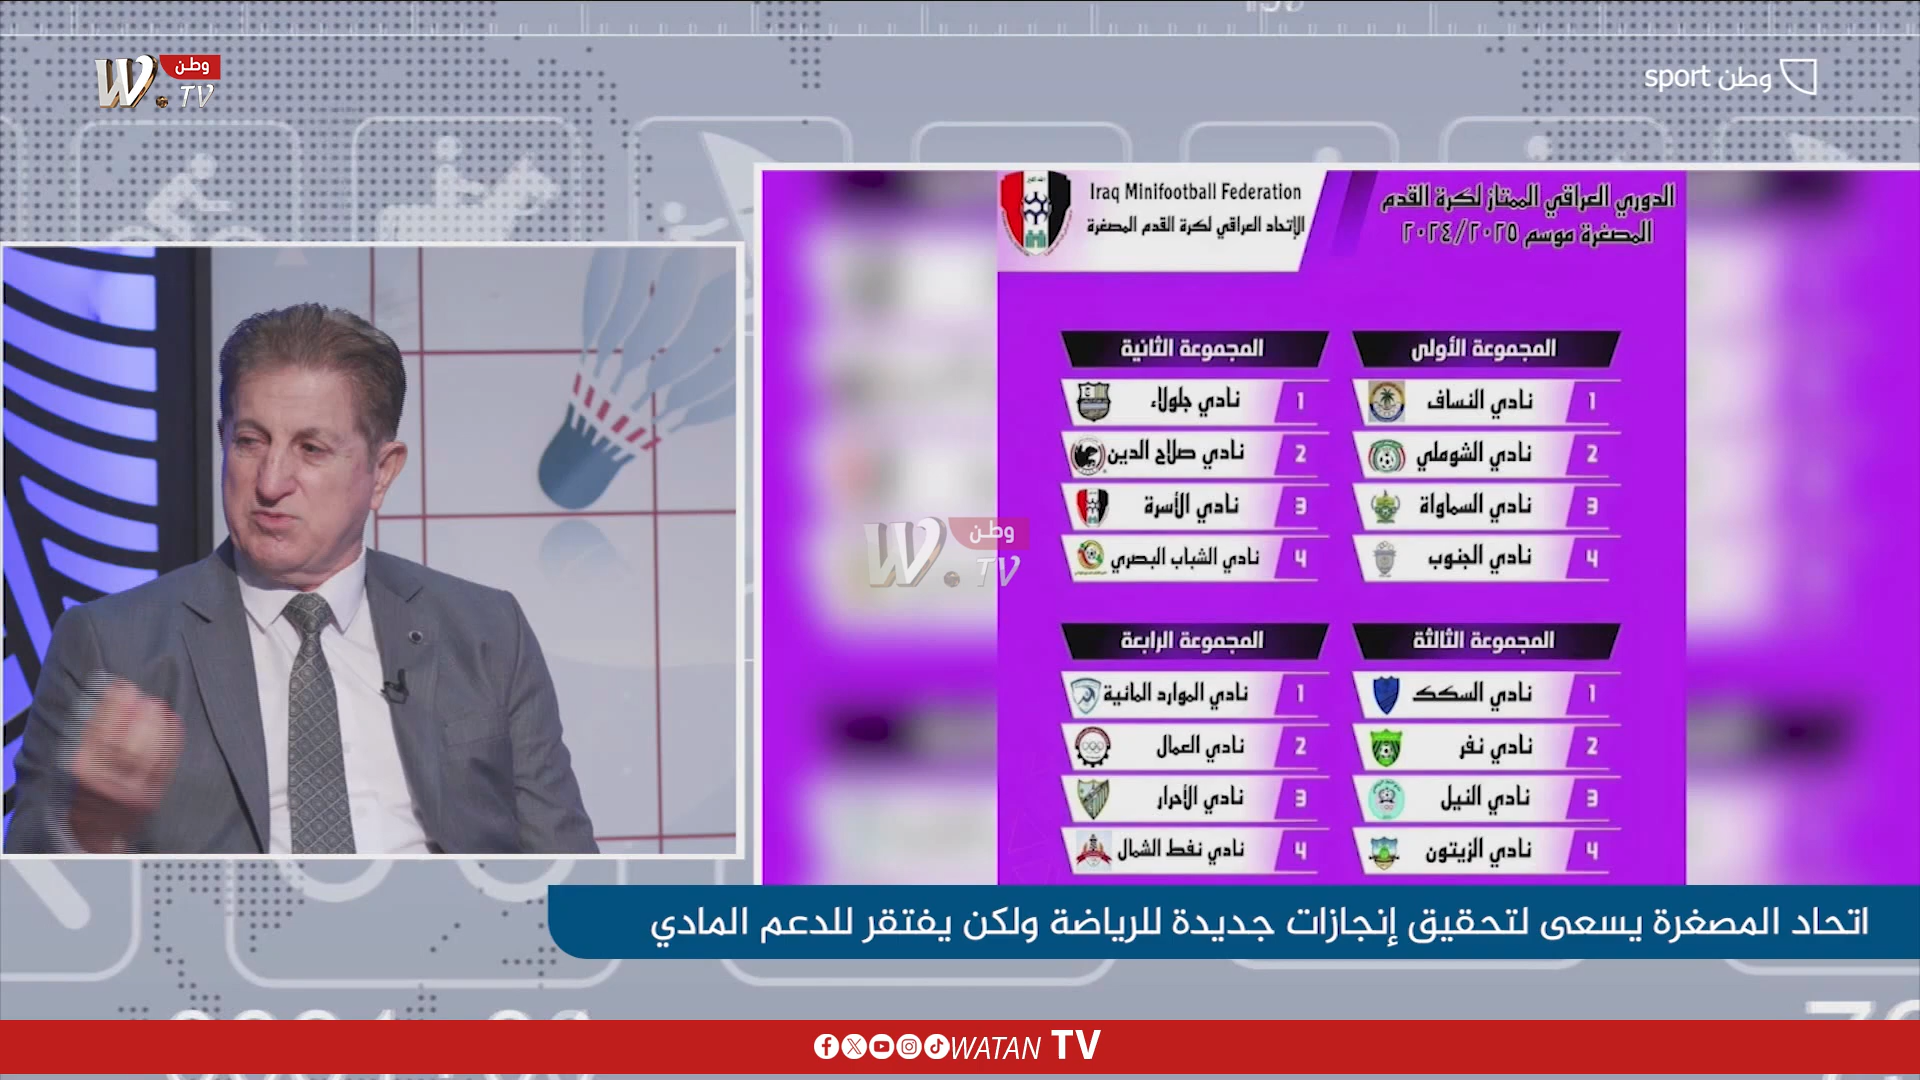 وطن
W.TV
وطن sport
Iraq Minifootball Federation
الإتحاد العراقي لكرة القدم المصغرة
الدوري العراقي الممتاز لكرة القدم
المصغرة موسم ٢٠٢٤/٢٠٢٥
المجموعة الأولى
1 نادي النساف
2 نادي الشوملي
3 نادي السماواة
4 نادي الجنوب
المجموعة الثانية
1 نادي جلولاء
2 نادي صلاح الدين
3 نادي الأسرة
4 نادي الشباب البصري
المجموعة الثالثة
1 نادي السكك
2 نادي نفر
3 نادي النيل
4 نادي الزيتون
المجموعة الرابعة
1 نادي الموارد المائية
2 نادي العمال
3 نادي الأحرار
4 نادي نفط الشمال
وطن
W.TV
اتحاد المصغرة يسعى لتحقيق إنجازات جديدة للرياضة ولكن يفتقر للدعم المادي
WATAN TV